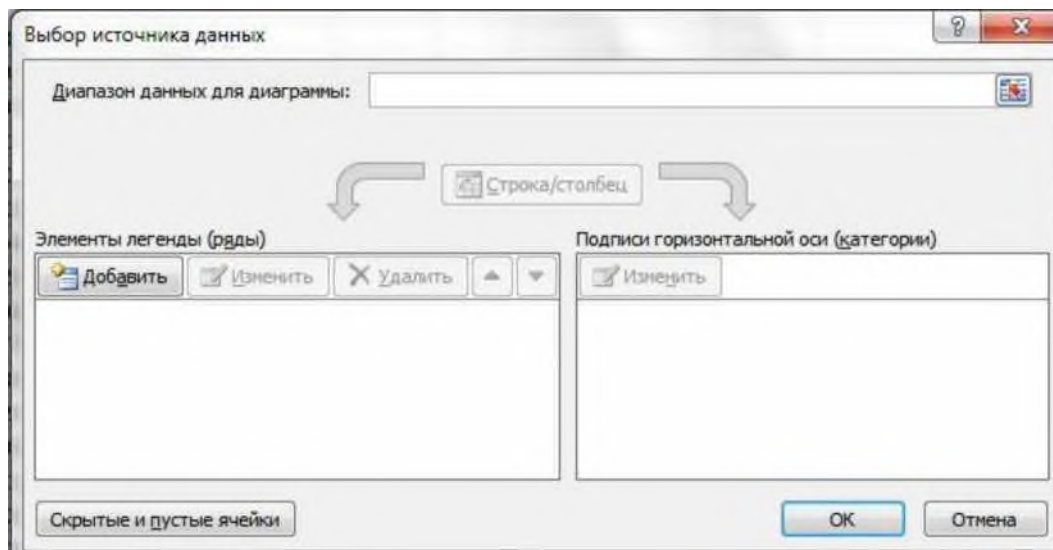 Выбор источника данных
Диапазон данных для диаграммы:
Строка/столбец
Элементы легенды (ряды)
Подписи горизонтальной оси (категории)
Добавить Изменить Удалить
Изменить
Скрытые и пустые ячейки
OK Отмена